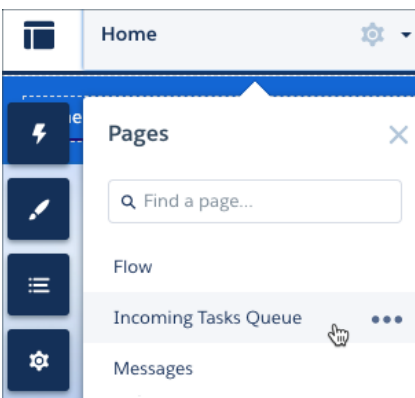 Home
Pages
Find a page...
Flow
Incoming Tasks Queue
Messages